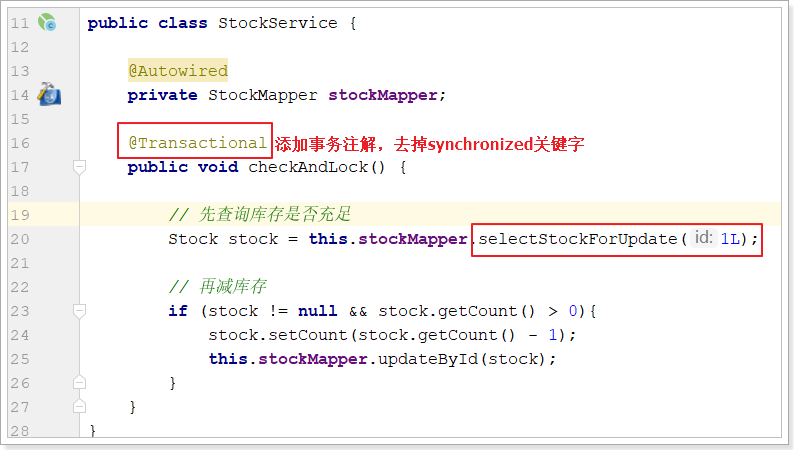 11 public class StockService {
12
13 @Autowired
14 private StockMapper stockMapper;
15
16 @Transactional 添加事务注解，去掉synchronized关键字
17 public void checkAndLock() {
18
19 // 先查询库存是否充足
20 Stock stock = this.stockMapper.selectStockForUpdate( id: 1L);
21
22 // 再减库存
23 if (stock != null && stock.getCount() > 0){
24 stock.setCount(stock.getCount() - 1);
25 this.stockMapper.updateById(stock);
26 }
27 }
28 }